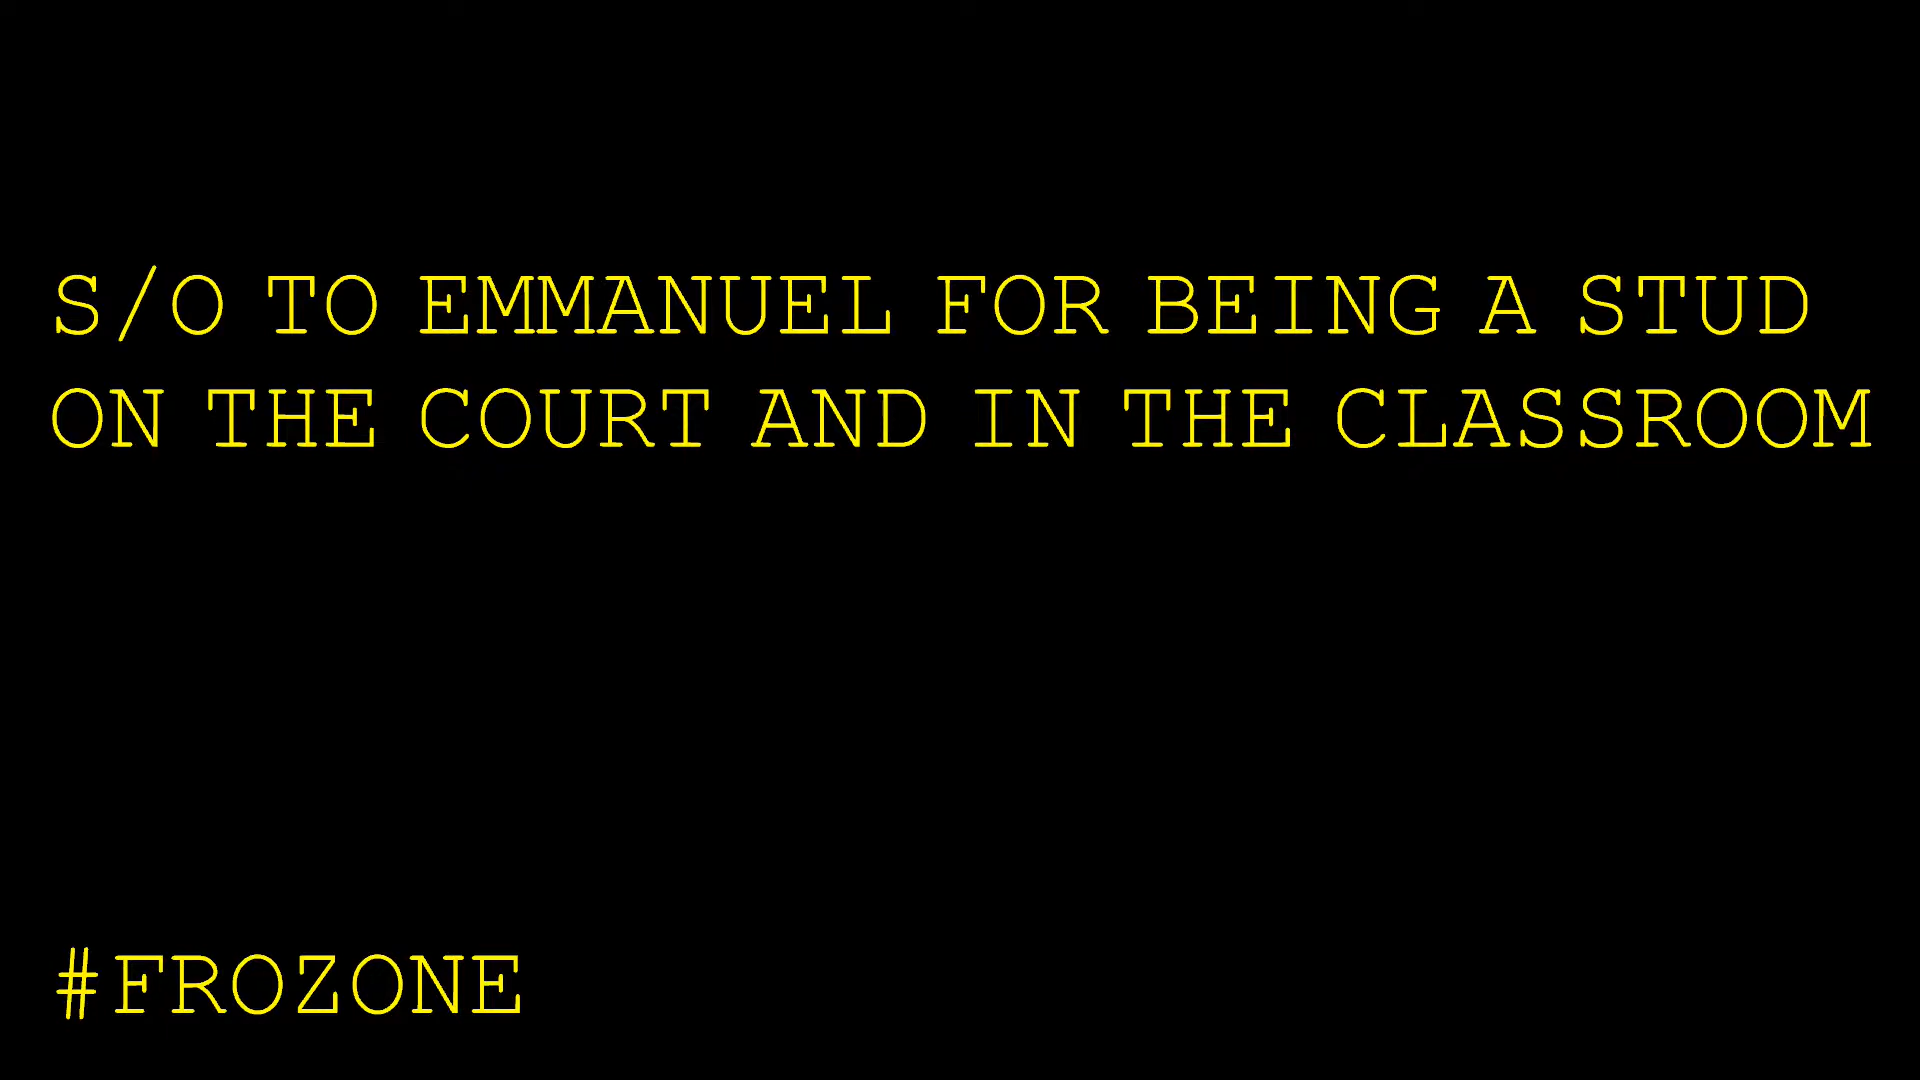 S/O TO EMMANUEL FOR BEING A STUD
ON THE COURT AND IN THE CLASSROOM
#FROZONE